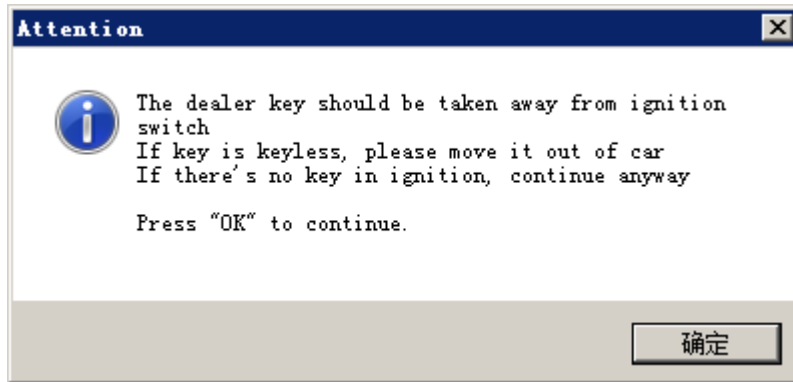 Attention
The dealer key should be taken away from ignition
switch
If key is keyless, please move it out of car
If there's no key in ignition, continue anyway
Press "OK" to continue.
确定